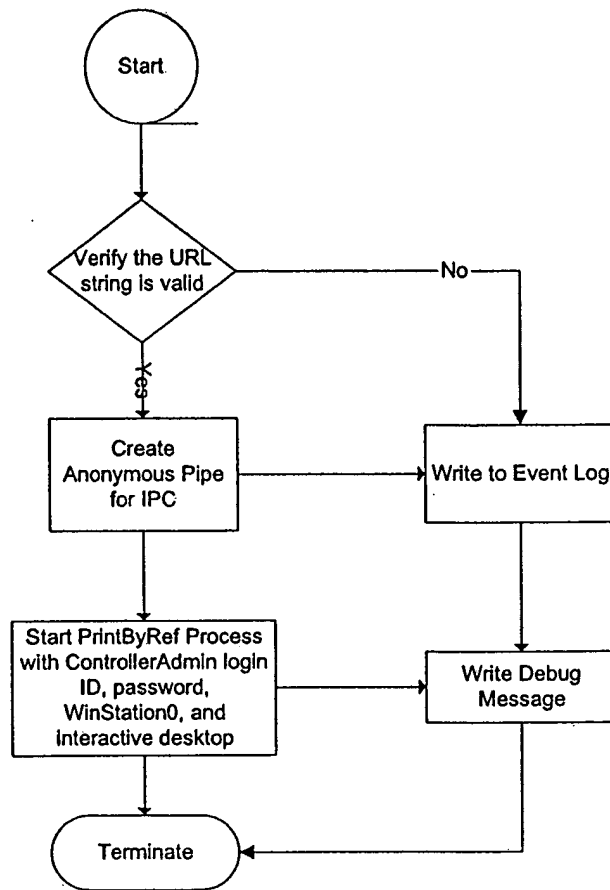 Start
Verify the URL
string is valid
No
Yes
Create
Anonymous Pipe
for IPC
Write to Event Log
Start PrintByRef Process
with ControllerAdmin login
ID, password,
WinStation0, and
interactive desktop
Write Debug
Message
Terminate